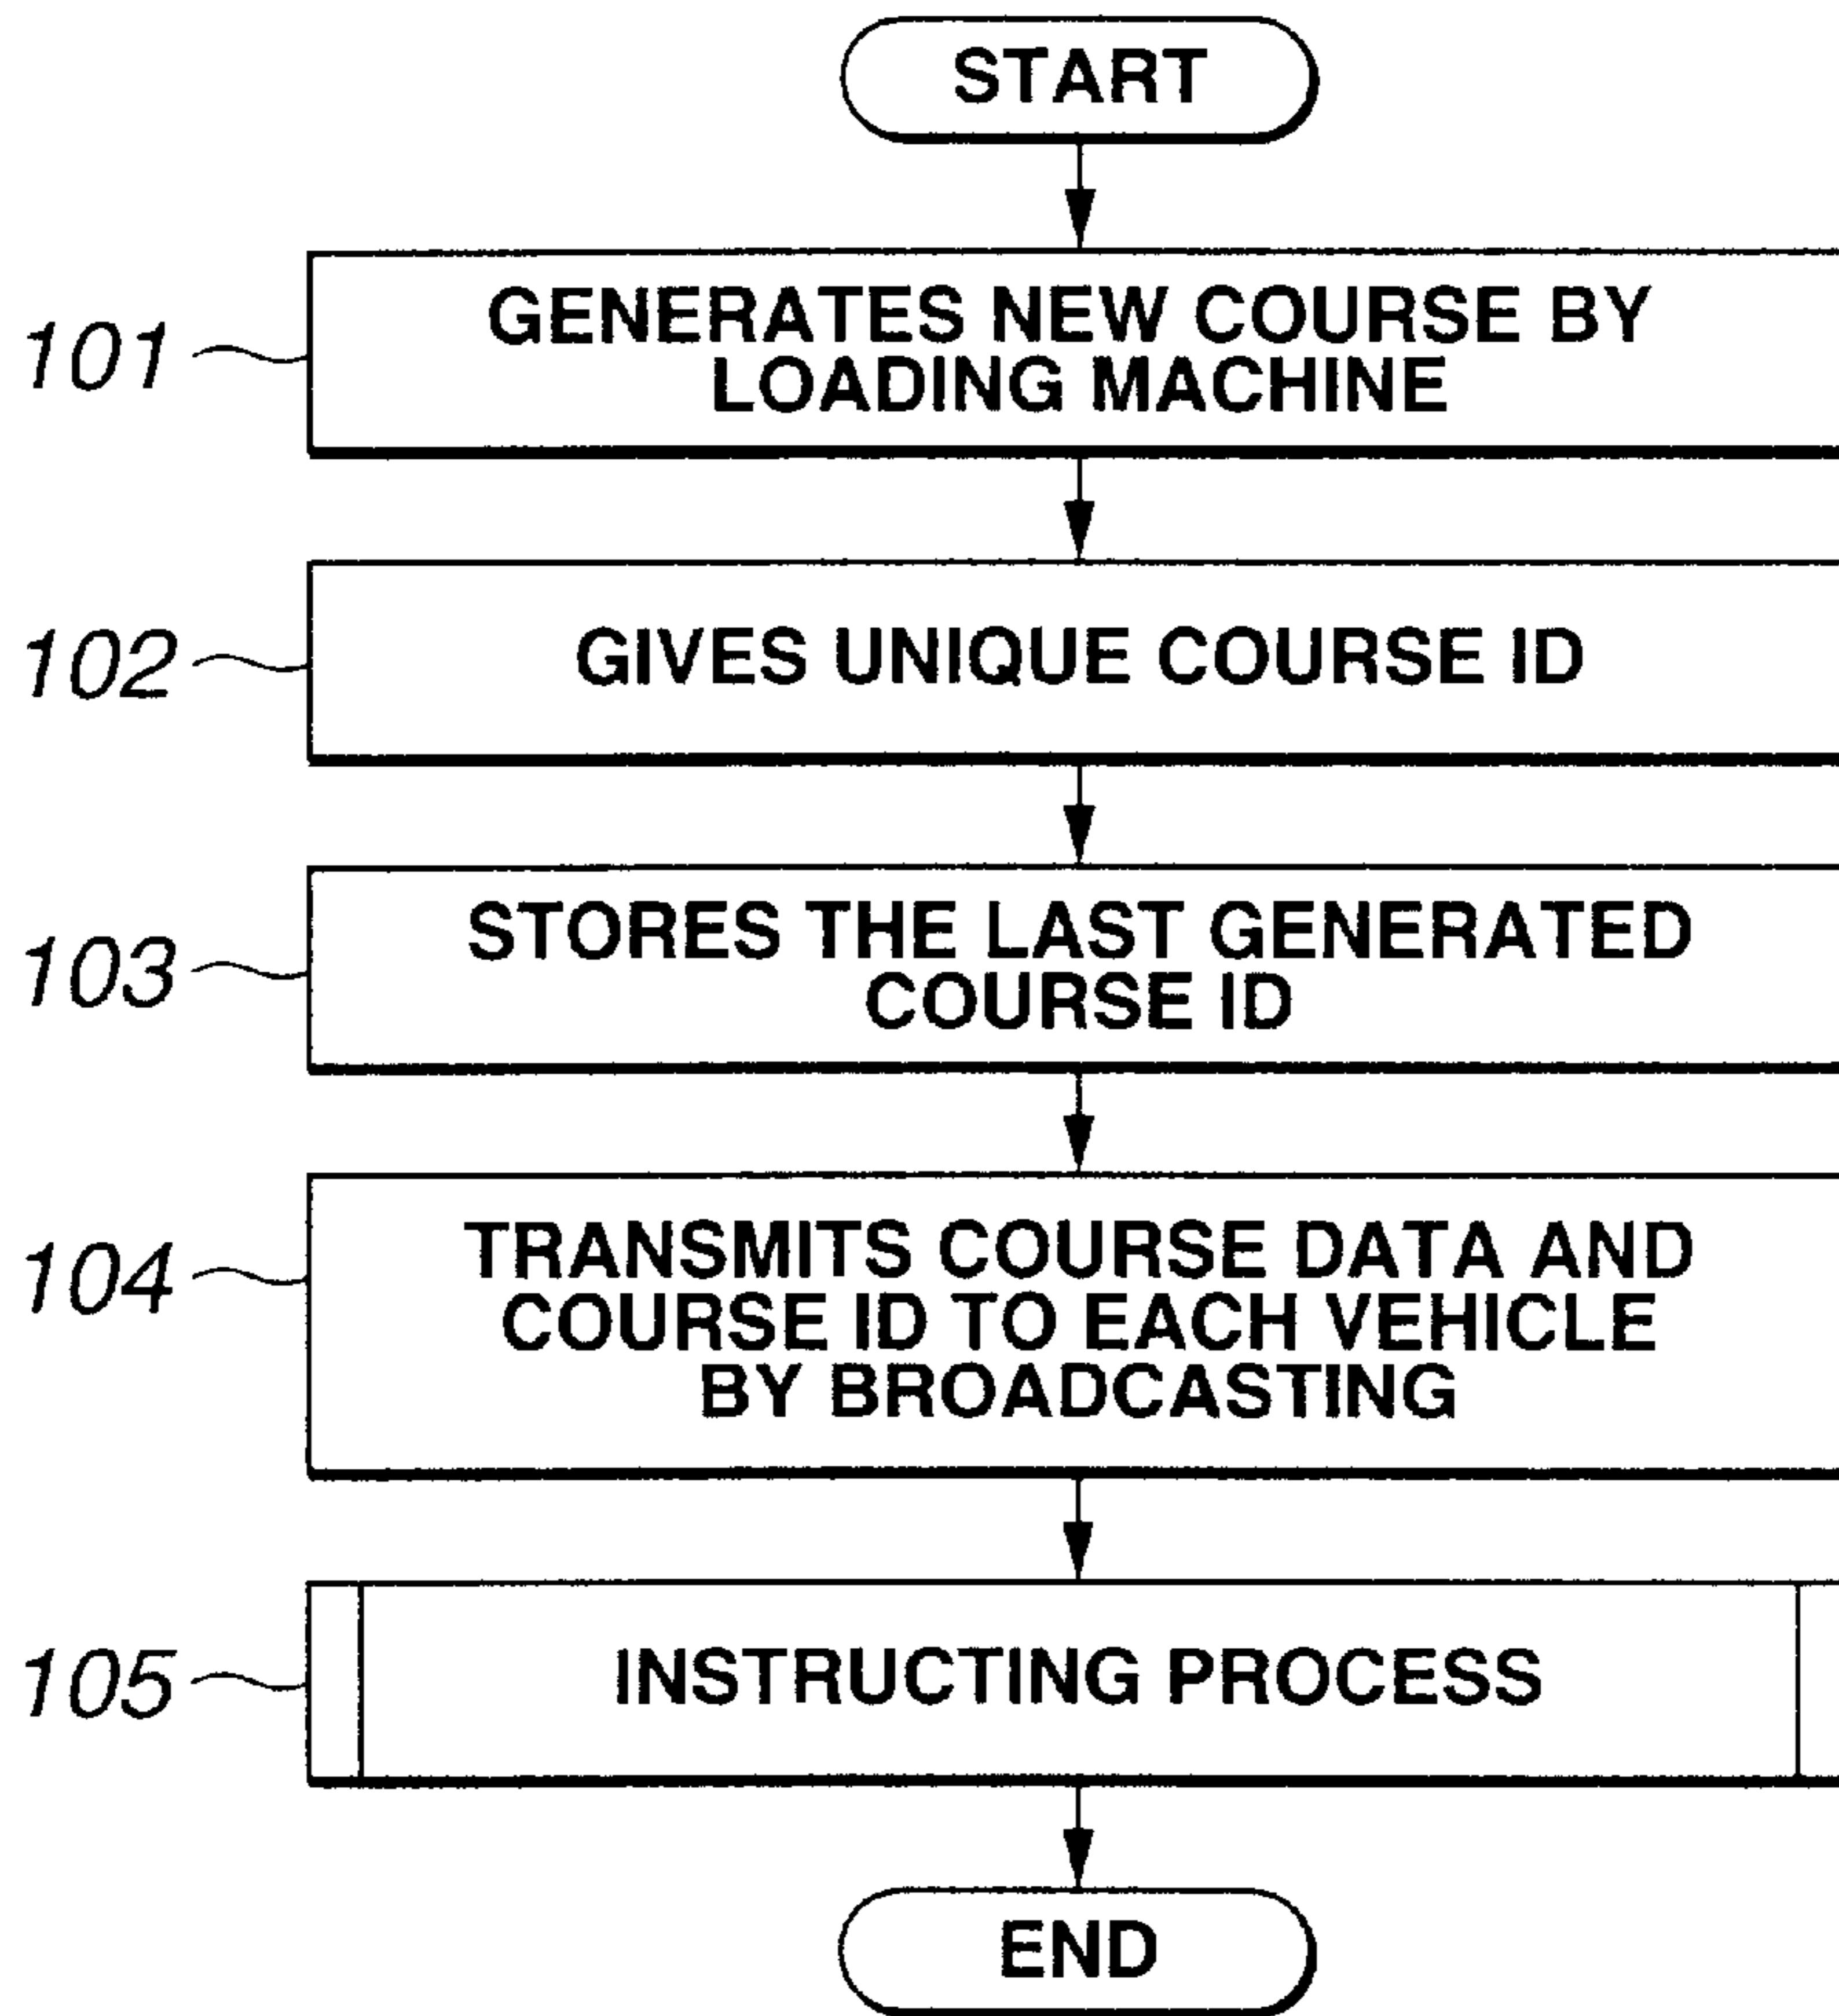 START
101
GENERATES NEW COURSE BY
LOADING MACHINE
102
GIVES UNIQUE COURSE ID
103
STORES THE LAST GENERATED
COURSE ID
104
TRANSMITS COURSE DATA AND
COURSE ID TO EACH VEHICLE
BY BROADCASTING
105
INSTRUCTING PROCESS
END